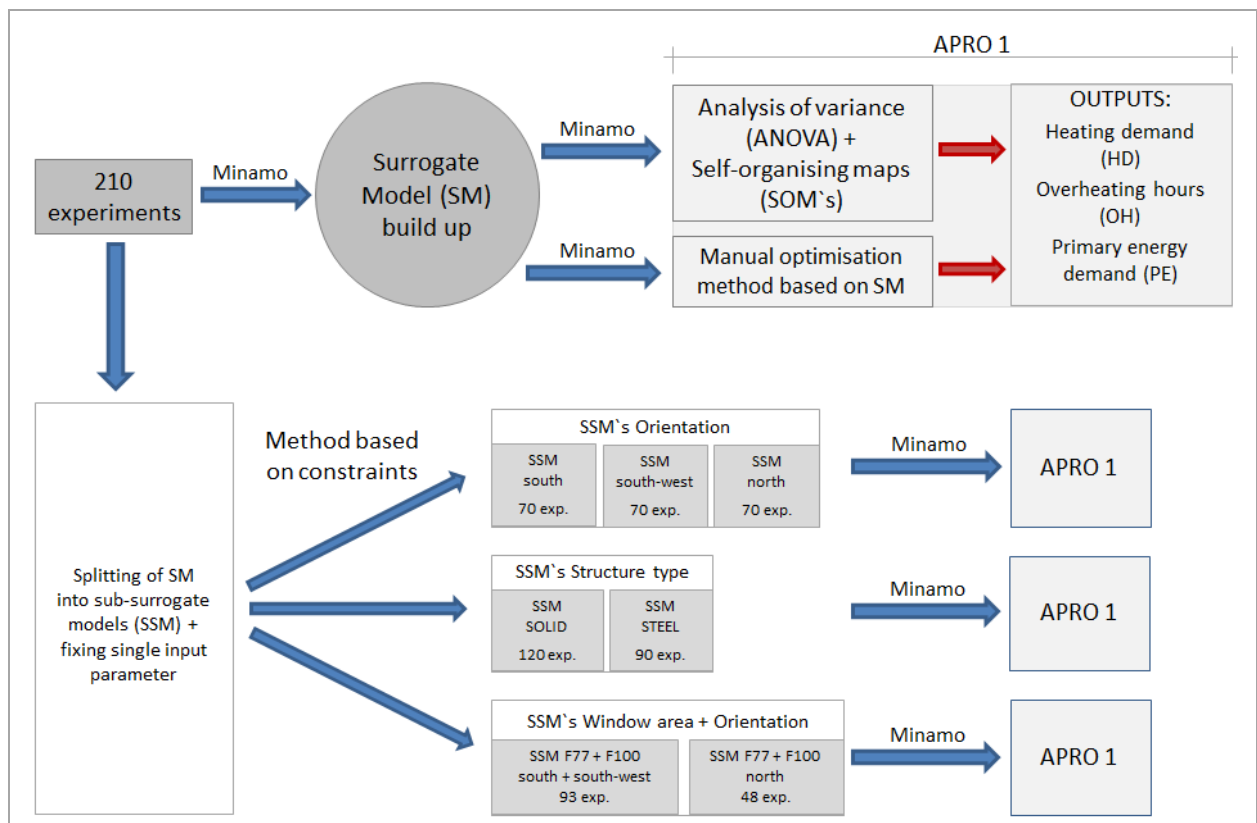 APRO 1
210
experiments
Minamo
Surrogate
Model (SM)
build up
Minamo
Minamo
Analysis of variance
(ANOVA) +
Self-organising maps
(SOM`s)
Manual optimisation
method based on SM
OUTPUTS:
Heating demand
(HD)
Overheating hours
(OH)
Primary energy
demand (PE)
Splitting of SM
into sub-surrogate
models (SSM) +
fixing single input
parameter
Method based
on constraints
SSM`s Orientation
SSM
south
70 exp.
SSM
south-west
70 exp.
SSM
north
70 exp.
Minamo
APRO 1
SSM`s Structure type
SSM
SOLID
120 exp.
SSM
STEEL
90 exp.
Minamo
APRO 1
SSM`s Window area + Orientation
SSM F77 + F100
south + south-west
93 exp.
SSM F77 + F100
north
48 exp.
Minamo
APRO 1